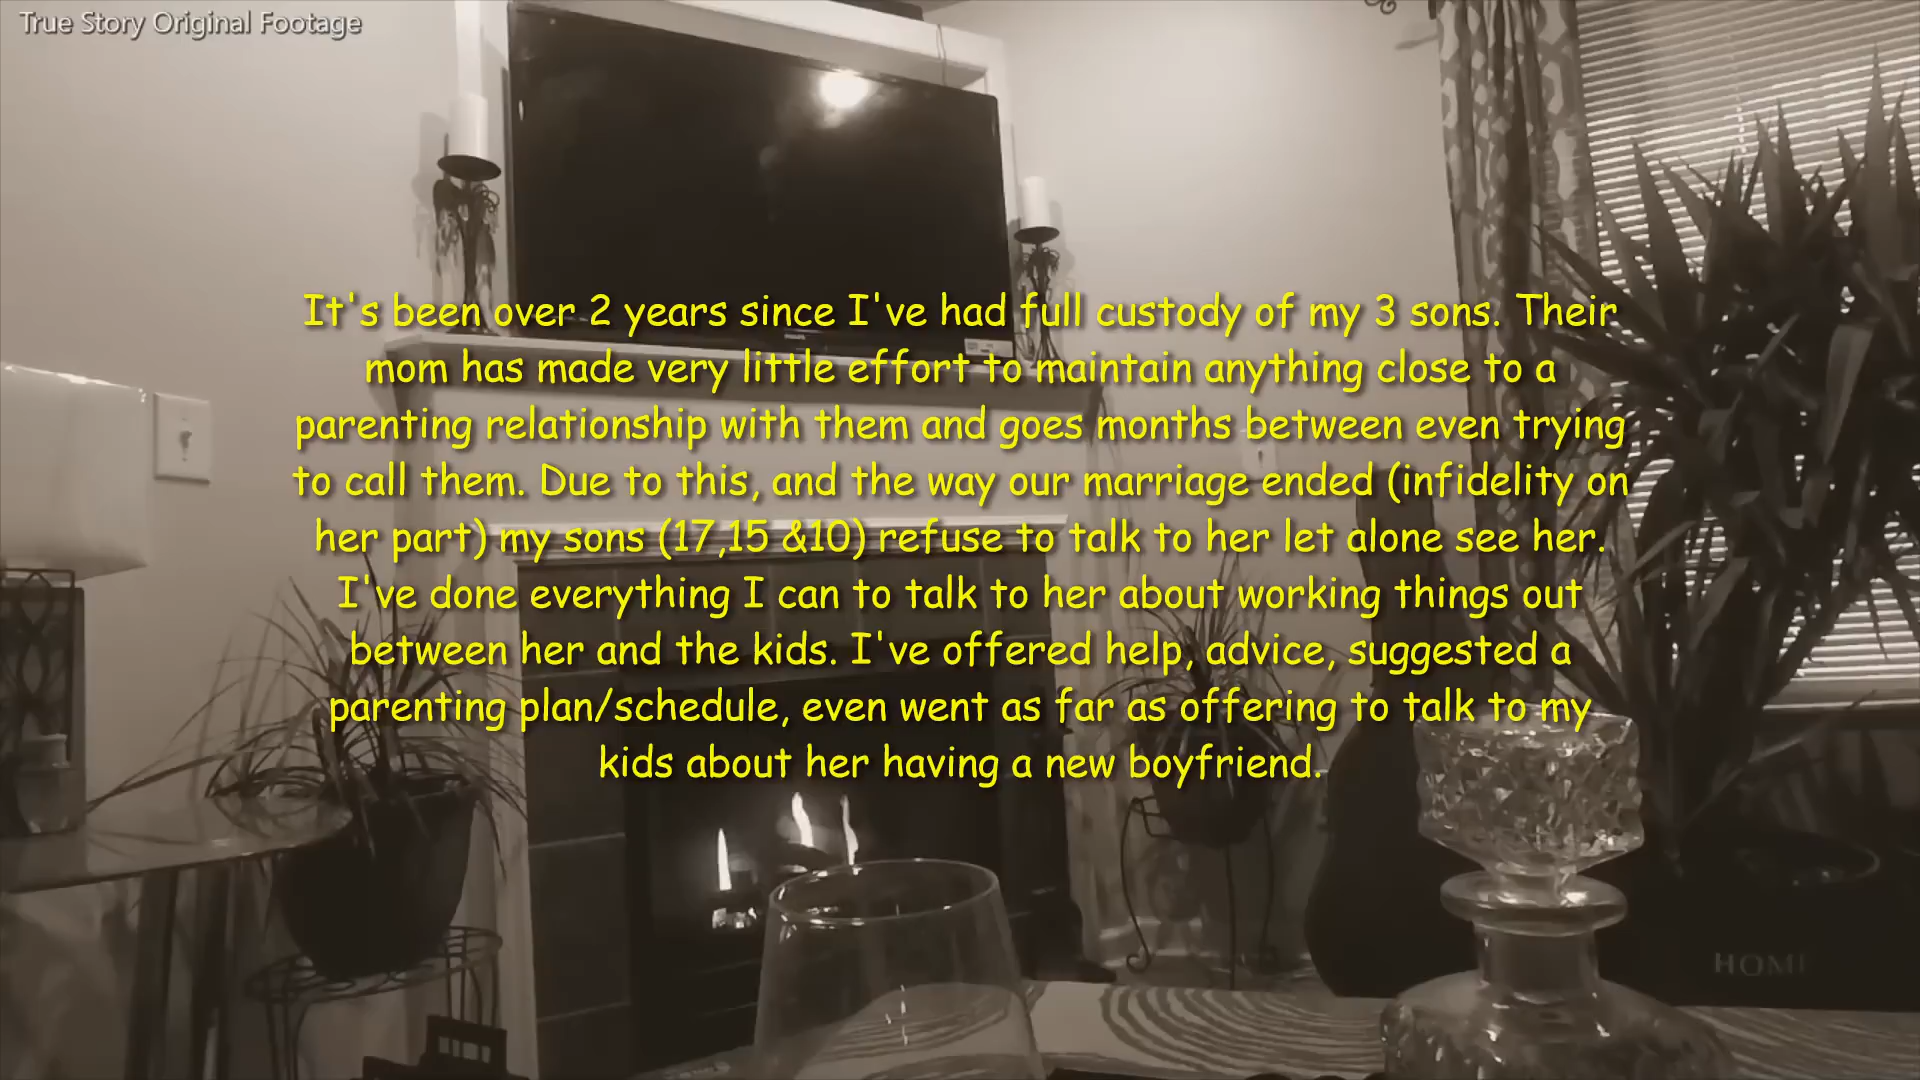 True Story Original Footage
It's been over 2 years since I've had full custody of my 3 sons. Their
mom has made very little effort to maintain anything close to a
parenting relationship with them and goes months between even trying
to call them. Due to this, and the way our marriage ended (infidelity on
her part) my sons (17,15 &10) refuse to talk to her let alone see her.
I've done everything I can to talk to her about working things out
between her and the kids. I've offered help, advice, suggested a
parenting plan/schedule, even went as far as offering to talk to my
kids about her having a new boyfriend.
HOME